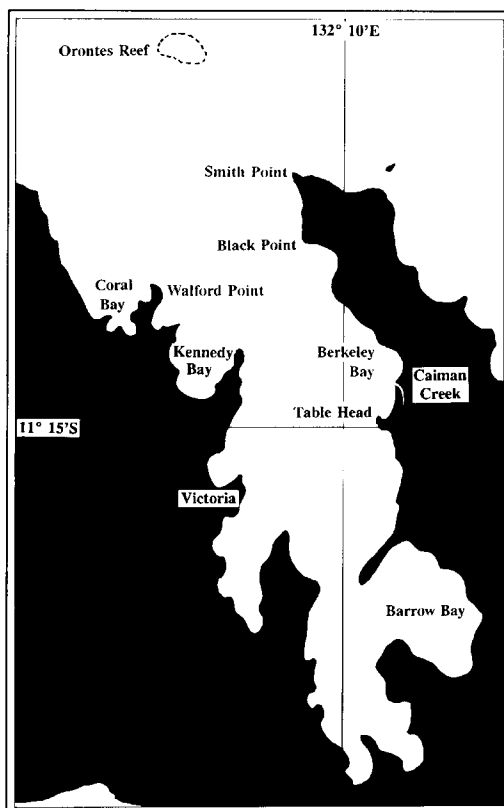 132° 10'E
Orontes Reef
Smith Point
Black Point
Coral
Bay
Walford Point
Kennedy
Bay
Berkeley
Bay
Caiman
Creek
Table Head
11° 15'S
Victoria
Barrow Bay